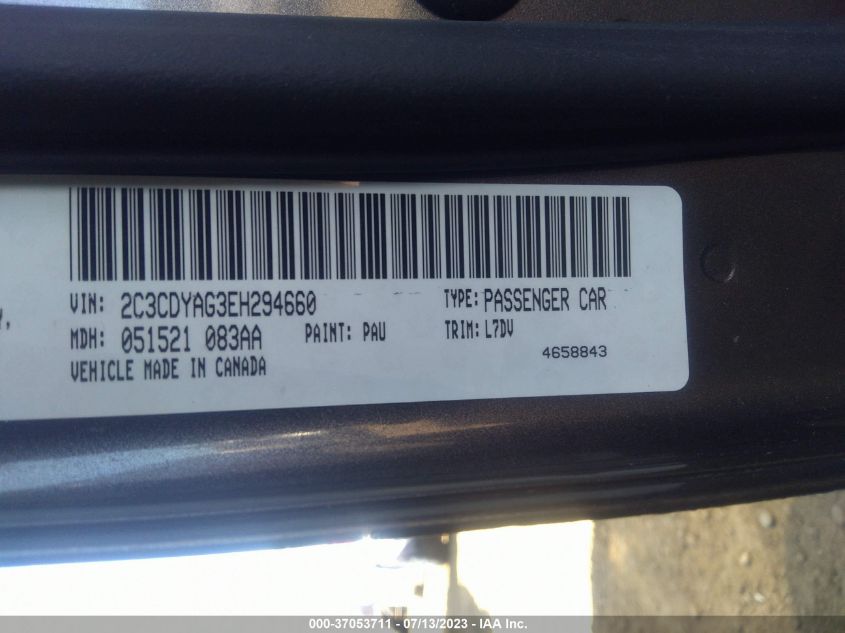 VIN: 2C3CDYAG3EH294660 TYPE: PASSENGER CAR
MDH: 051521 083AA PAINT: PAU TRIM: L7DV
VEHICLE MADE IN CANADA 4658843
000-37053711 - 07/13/2023 - IAA Inc.